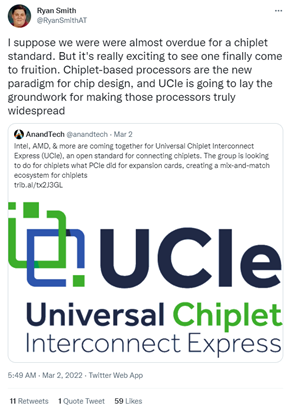 Ryan Smith
@RyanSmithAT
I suppose we were were almost overdue for a chiplet
standard. But it's really exciting to see one finally come
to fruition. Chiplet-based processors are the new
paradigm for chip design, and UCIe is going to lay the
groundwork for making those processors truly
widespread
AnandTech @anandtech · Mar 2
Intel, AMD, & more are coming together for Universal Chiplet Interconnect
Express (UCIe), an open standard for connecting chiplets. The group is looking
to do for chiplets what PCIe did for expansion cards, creating a mix-and-match
ecosystem for chiplets
trib.al/tx2J3GL
UCIe
Universal Chiplet
Interconnect Express
5:49 AM · Mar 2, 2022 · Twitter Web App
11 Retweets 1 Quote Tweet 59 Likes